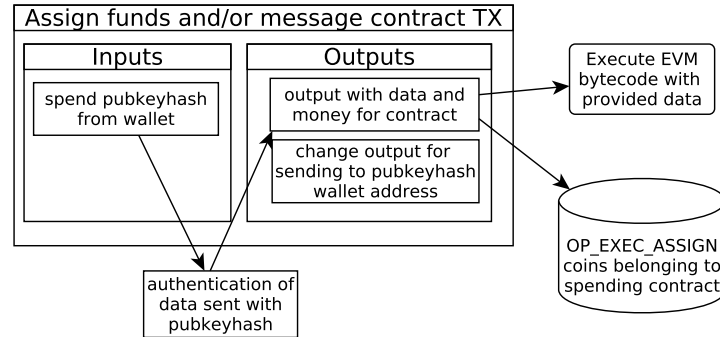 Assign funds and/or message contract TX
Inputs
spend pubkeyhash
from wallet
Outputs
output with data and
money for contract
change output for
sending to pubkeyhash
wallet address
Execute EVM
bytecode with
provided data
OP_EXEC_ASSIGN
coins belonging to
spending contract
authentication of
data sent with
pubkeyhash